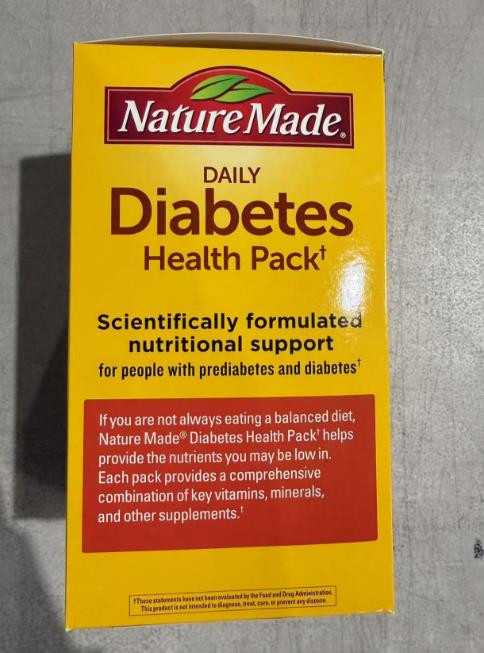 Nature Made®
DAILY
Diabetes
Health Pack†
Scientifically formulated
nutritional support
for people with prediabetes and diabetes†
If you are not always eating a balanced diet,
Nature Made® Diabetes Health Pack† helps
provide the nutrients you may be low in.
Each pack provides a comprehensive
combination of key vitamins, minerals,
and other supplements.†
†These statements have not been evaluated by the Food and Drug Administration.
This product is not intended to diagnose, treat, cure, or prevent any disease.